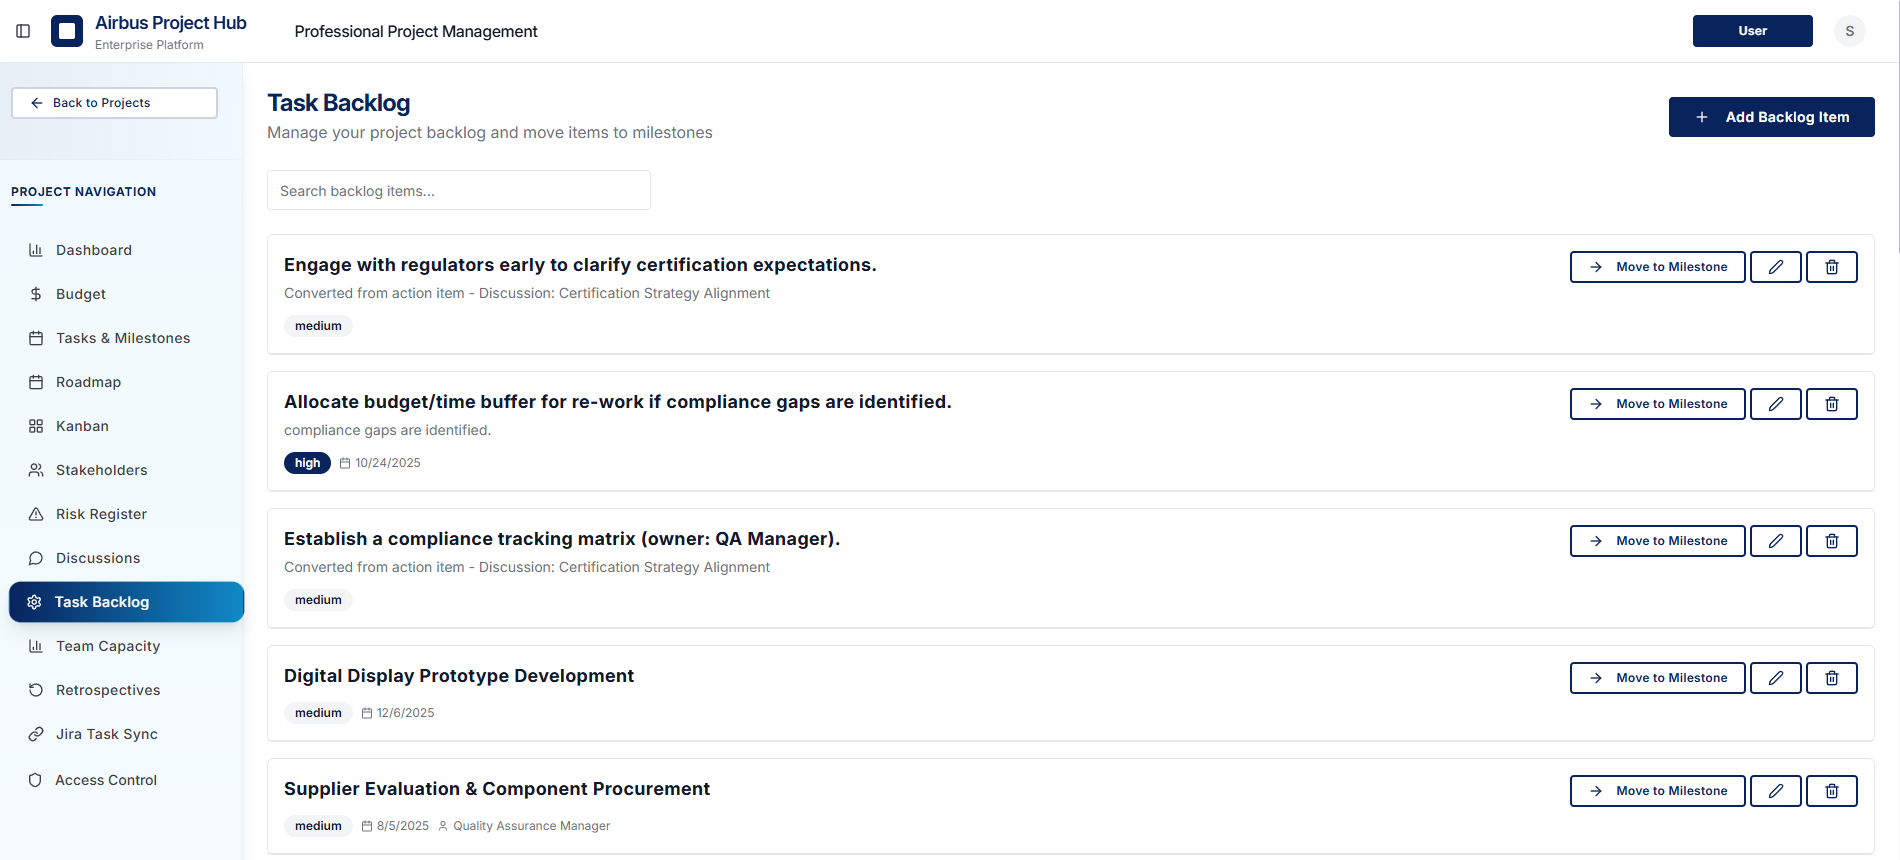 Airbus Project Hub
Enterprise Platform
Professional Project Management
User
S
Back to Projects
PROJECT NAVIGATION
Dashboard
Budget
Tasks & Milestones
Roadmap
Kanban
Stakeholders
Risk Register
Discussions
Task Backlog
Team Capacity
Retrospectives
Jira Task Sync
Access Control
Task Backlog
Manage your project backlog and move items to milestones
Add Backlog Item
Search backlog items...
Engage with regulators early to clarify certification expectations.
Converted from action item - Discussion: Certification Strategy Alignment
medium
Move to Milestone
Allocate budget/time buffer for re-work if compliance gaps are identified.
compliance gaps are identified.
high 10/24/2025
Move to Milestone
Establish a compliance tracking matrix (owner: QA Manager).
Converted from action item - Discussion: Certification Strategy Alignment
medium
Move to Milestone
Digital Display Prototype Development
medium 12/6/2025
Move to Milestone
Supplier Evaluation & Component Procurement
medium 8/5/2025 Quality Assurance Manager
Move to Milestone